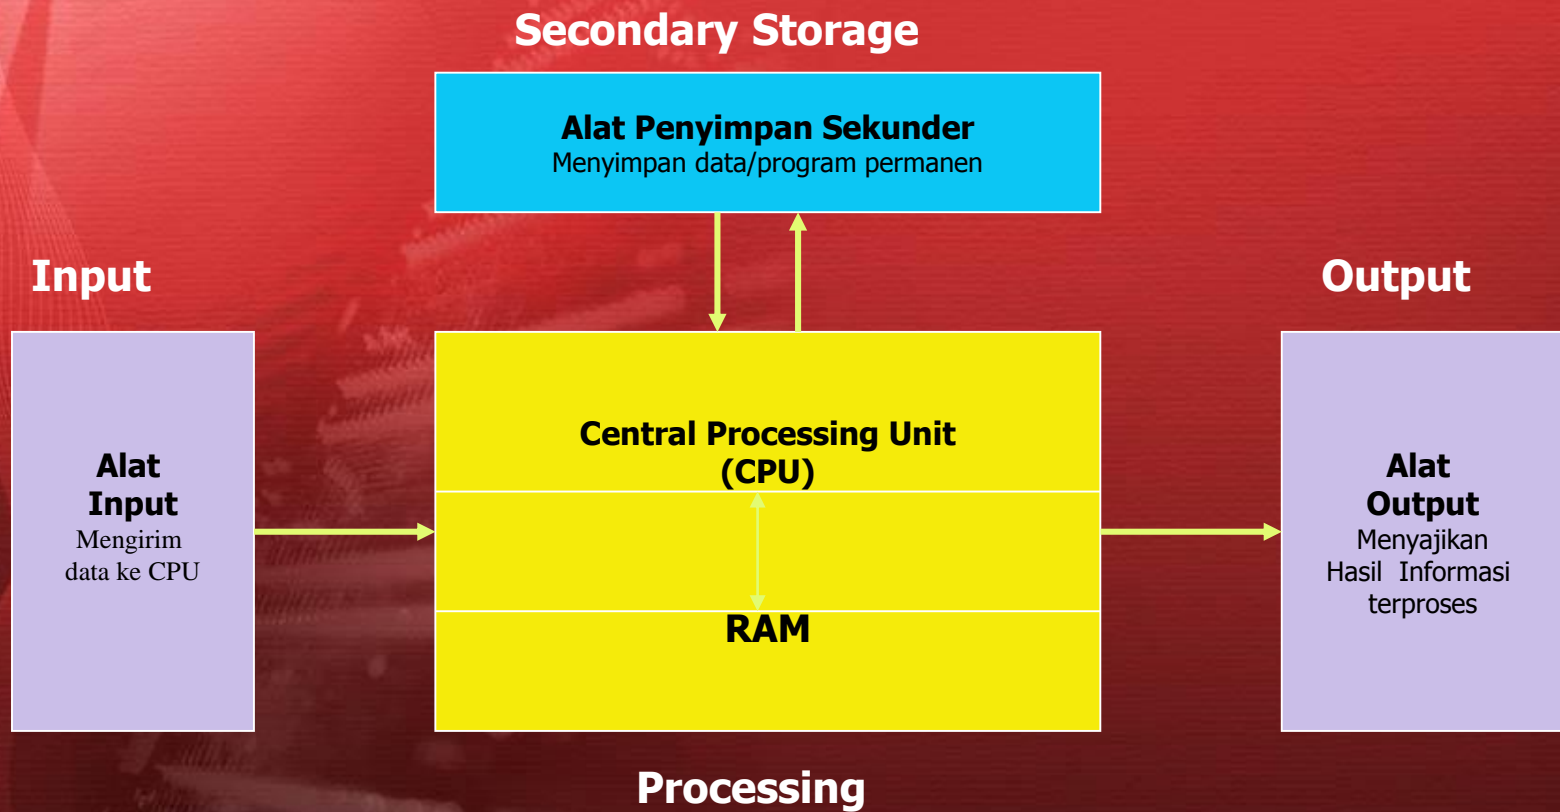 Secondary Storage
Alat Penyimpan Sekunder
Menyimpan data/program permanen
Input
Output
Alat
Input
Mengirim
data ke CPU
Central Processing Unit
(CPU)
RAM
Alat
Output
Menyajikan
Hasil Informasi
terproses
Processing